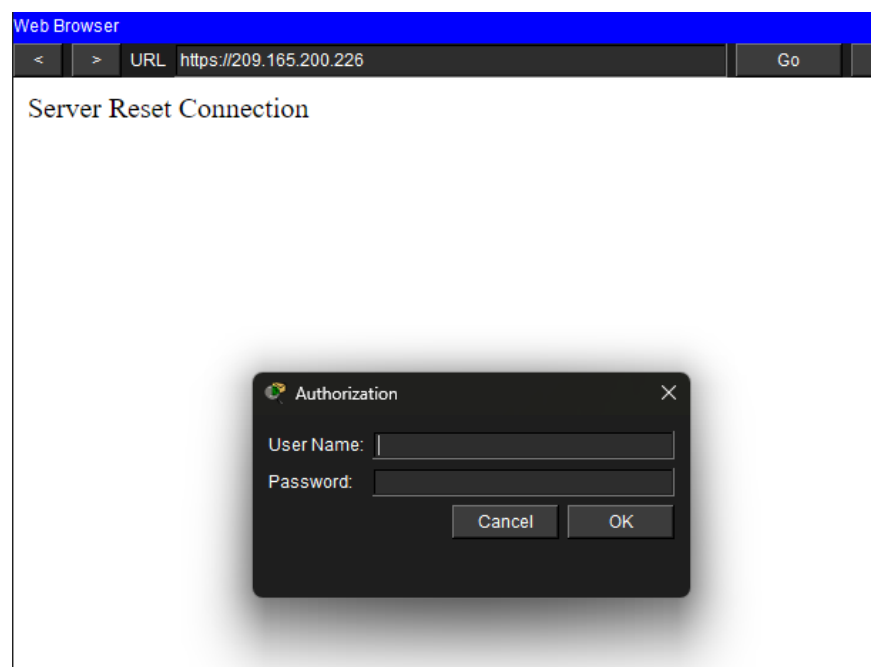 Web Browser
< > URL https://209.165.200.226 Go
Server Reset Connection
Authorization
User Name:
Password:
Cancel OK